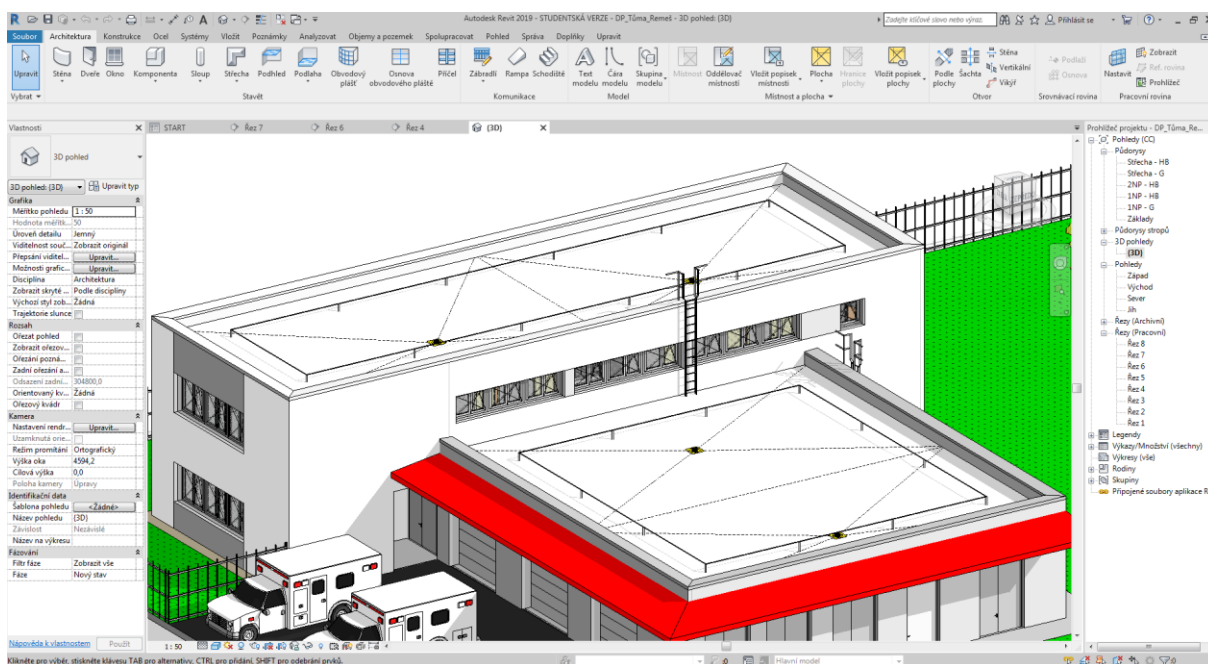 Autodesk Revit 2019 - STUDENTSKÁ VERZE - DP_Tůma_Remeš - 3D pohled: {3D}
Zadejte klíčové slovo nebo výraz.
Přihlásit se
Soubor Architektura Konstrukce Ocel Systémy Vložit Poznámky Analyzovat Objemy a pozemek Spolupracovat Pohled Správa Doplňky Upravit
Upravit Stěna Dveře Okno Komponenta Sloup Střecha Podhled Podlaha Obvodový plášť Osnova obvodového pláště Příčel Zábradlí Rampa Schodiště Text modelu Čára modelu Skupina modelu Místnost Oddělovač místností Vložit popisek místnosti Plocha Hranice plochy Vložit popisek plochy Podle plochy Šachta Stěna Vertikální Vikýř Podlaží Osnova Nastavit Zobrazit Ref. rovina Prohlížeč
Vybrat Stavět Komunikace Model Místnost a plocha Otvor Srovnávací rovina Pracovní rovina
START Řez 7 Řez 6 Řez 4 {3D}
Vlastnosti
3D pohled
3D pohled: {3D} Upravit typ
Grafika
Měřítko pohledu 1 : 50
Hodnota měřítk... 50
Úroveň detailu Jemný
Viditelnost souč... Zobrazit originál
Přepsání viditel... Upravit...
Možnosti grafic... Upravit...
Disciplína Architektura
Zobrazit skryté ... Podle disciplíny
Výchozí styl zob... Žádná
Trajektorie slunce
Rozsah
Ořezat pohled
Zobrazit ořezov...
Ořezání pozná...
Zadní ořezání a...
Odsazení zadní... 304800,0
Orientovaný kv... Žádná
Ořezový kvádr
Kamera
Nastavení rendr... Upravit...
Uzamknutá orie...
Režim promítání Ortografický
Výška oka 4594,2
Cílová výška 0,0
Poloha kamery Úpravy
Identifikační data
Šablona pohledu <Žádné>
Název pohledu {3D}
Závislost Nezávislé
Název na výkresu
Fázování
Filtr fáze Zobrazit vše
Fáze Nový stav
Nápověda k vlastnostem Použít
Prohlížeč projektu - DP_Tůma_Re...
Pohledy (CC)
Půdorysy
Střecha - HB
Střecha - G
2NP - HB
1NP - HB
1NP - G
Základy
Půdorysy stropů
3D pohledy
{3D}
Pohledy
Západ
Východ
Sever
Jih
Řezy (Archivní)
Řezy (Pracovní)
Řez 8
Řez 7
Řez 6
Řez 5
Řez 4
Řez 3
Řez 2
Řez 1
Legendy
Výkazy/Množství (všechny)
Výkresy (vše)
Rodiny
Skupiny
Připojené soubory aplikace R
1 : 50
Klikněte pro výběr, stiskněte klávesu TAB pro alternativy, CTRL pro přidání, SHIFT pro odebrání prvků.
:0 Hlavní model
:0